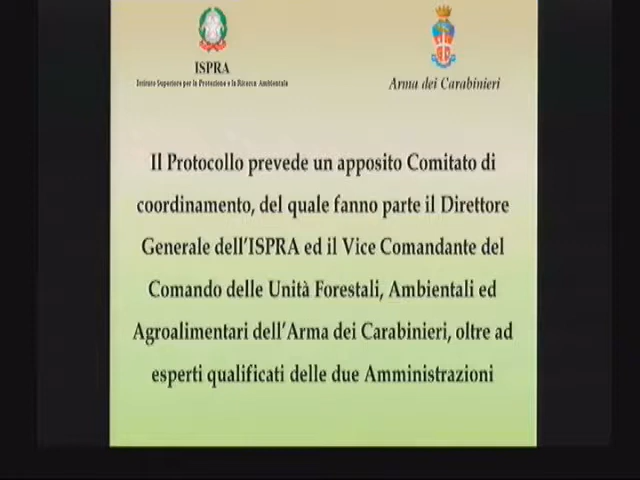 ISPRA
Istituto Superiore per la Protezione e la Ricerca Ambientale
Arma dei Carabinieri
Il Protocollo prevede un apposito Comitato di
coordinamento, del quale fanno parte il Direttore
Generale dell'ISPRA ed il Vice Comandante del
Comando delle Unità Forestali, Ambientali ed
Agroalimentari dell'Arma dei Carabinieri, oltre ad
esperti qualificati delle due Amministrazioni